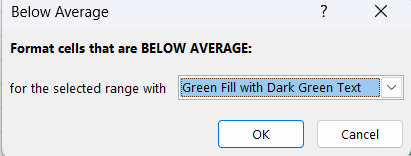 Below Average
?
Format cells that are BELOW AVERAGE:
for the selected range with Green Fill with Dark Green Text
OK Cancel